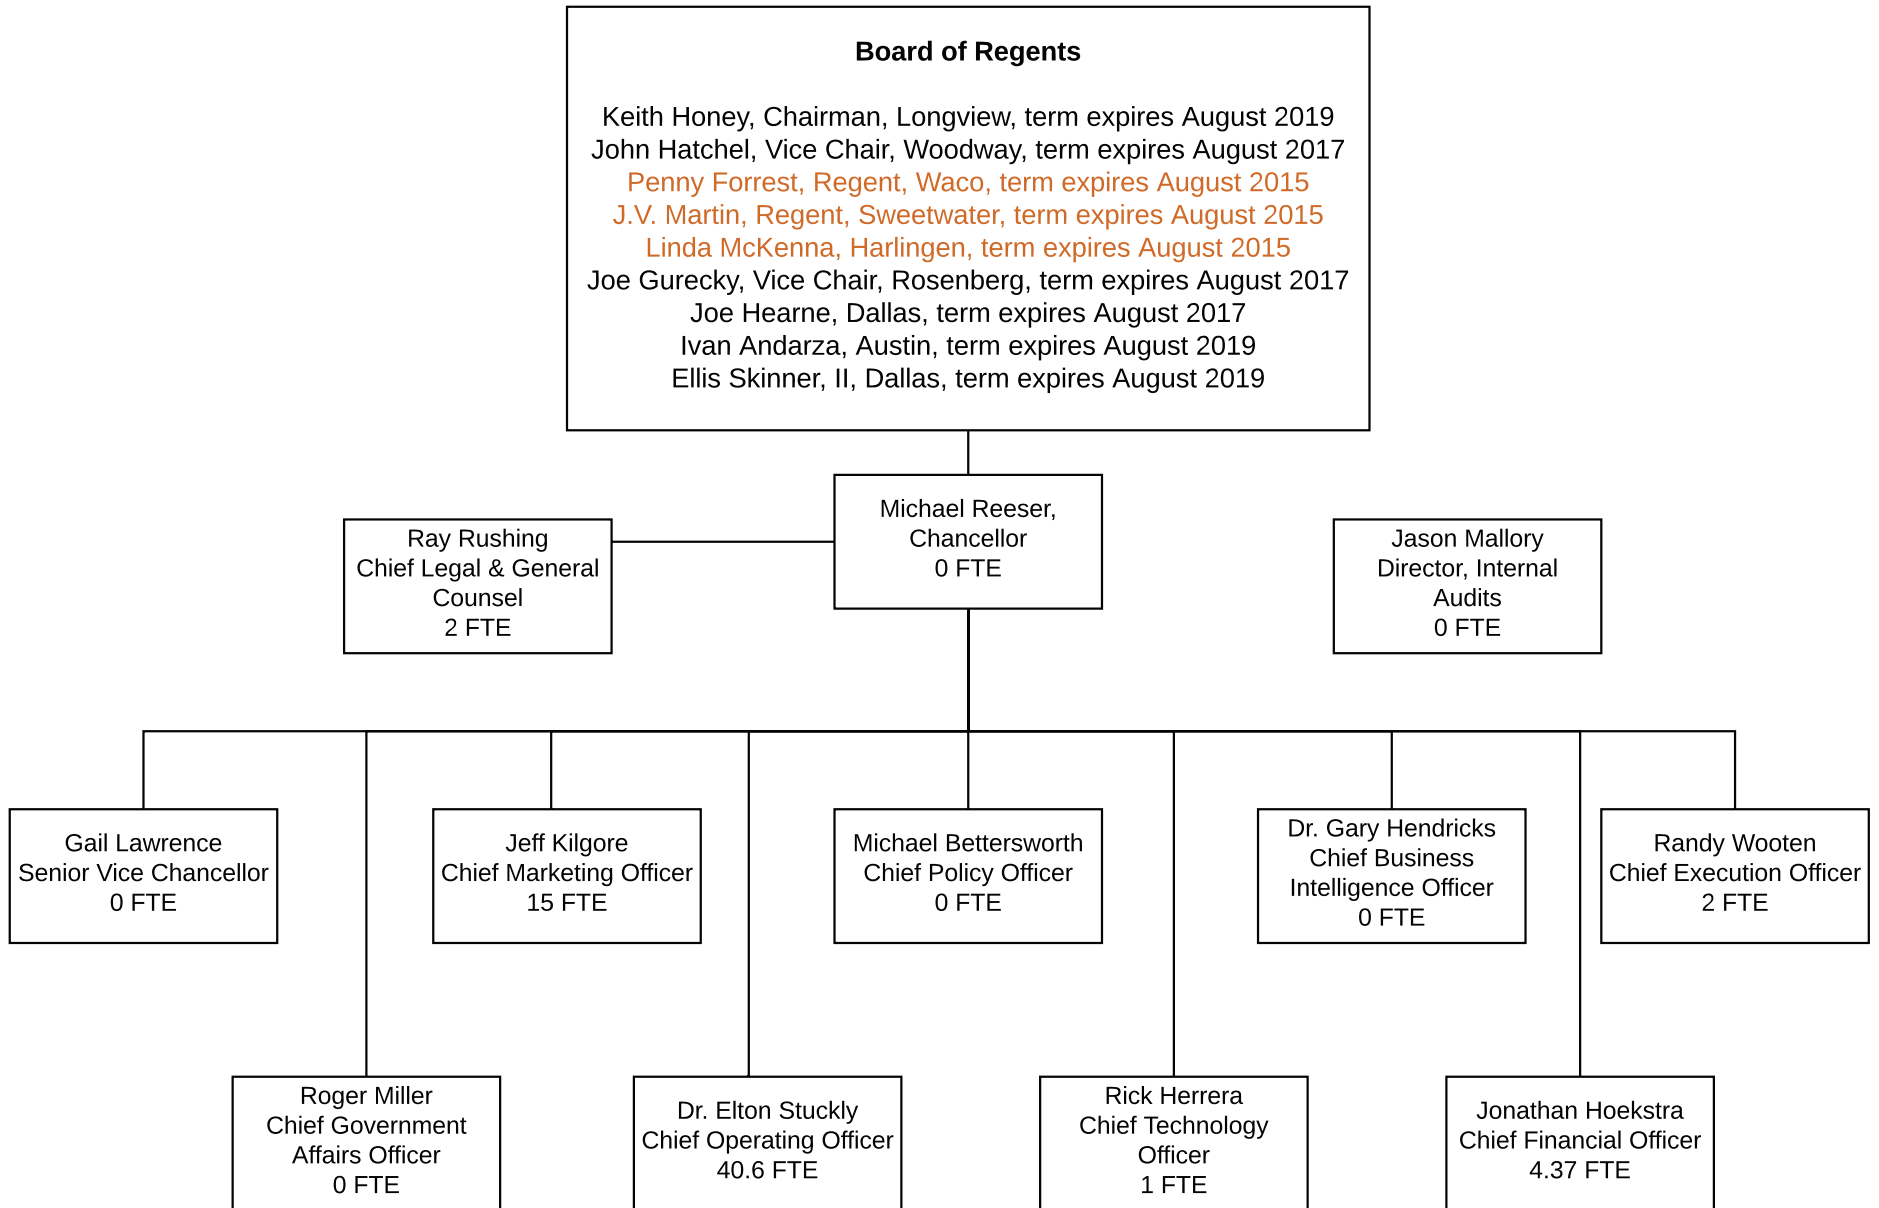 Board of Regents
Keith Honey, Chairman, Longview, term expires August 2019
John Hatchel, Vice Chair, Woodway, term expires August 2017
Penny Forrest, Regent, Waco, term expires August 2015
J.V. Martin, Regent, Sweetwater, term expires August 2015
Linda McKenna, Harlingen, term expires August 2015
Joe Gurecky, Vice Chair, Rosenberg, term expires August 2017
Joe Hearne, Dallas, term expires August 2017
Ivan Andarza, Austin, term expires August 2019
Ellis Skinner, II, Dallas, term expires August 2019
Michael Reeser,
Chancellor
0 FTE
Ray Rushing
Chief Legal & General
Counsel
2 FTE
Jason Mallory
Director, Internal
Audits
0 FTE
Gail Lawrence
Senior Vice Chancellor
0 FTE
Jeff Kilgore
Chief Marketing Officer
15 FTE
Michael Bettersworth
Chief Policy Officer
0 FTE
Dr. Gary Hendricks
Chief Business
Intelligence Officer
0 FTE
Randy Wooten
Chief Execution Officer
2 FTE
Roger Miller
Chief Government
Affairs Officer
0 FTE
Dr. Elton Stuckly
Chief Operating Officer
40.6 FTE
Rick Herrera
Chief Technology
Officer
1 FTE
Jonathan Hoekstra
Chief Financial Officer
4.37 FTE